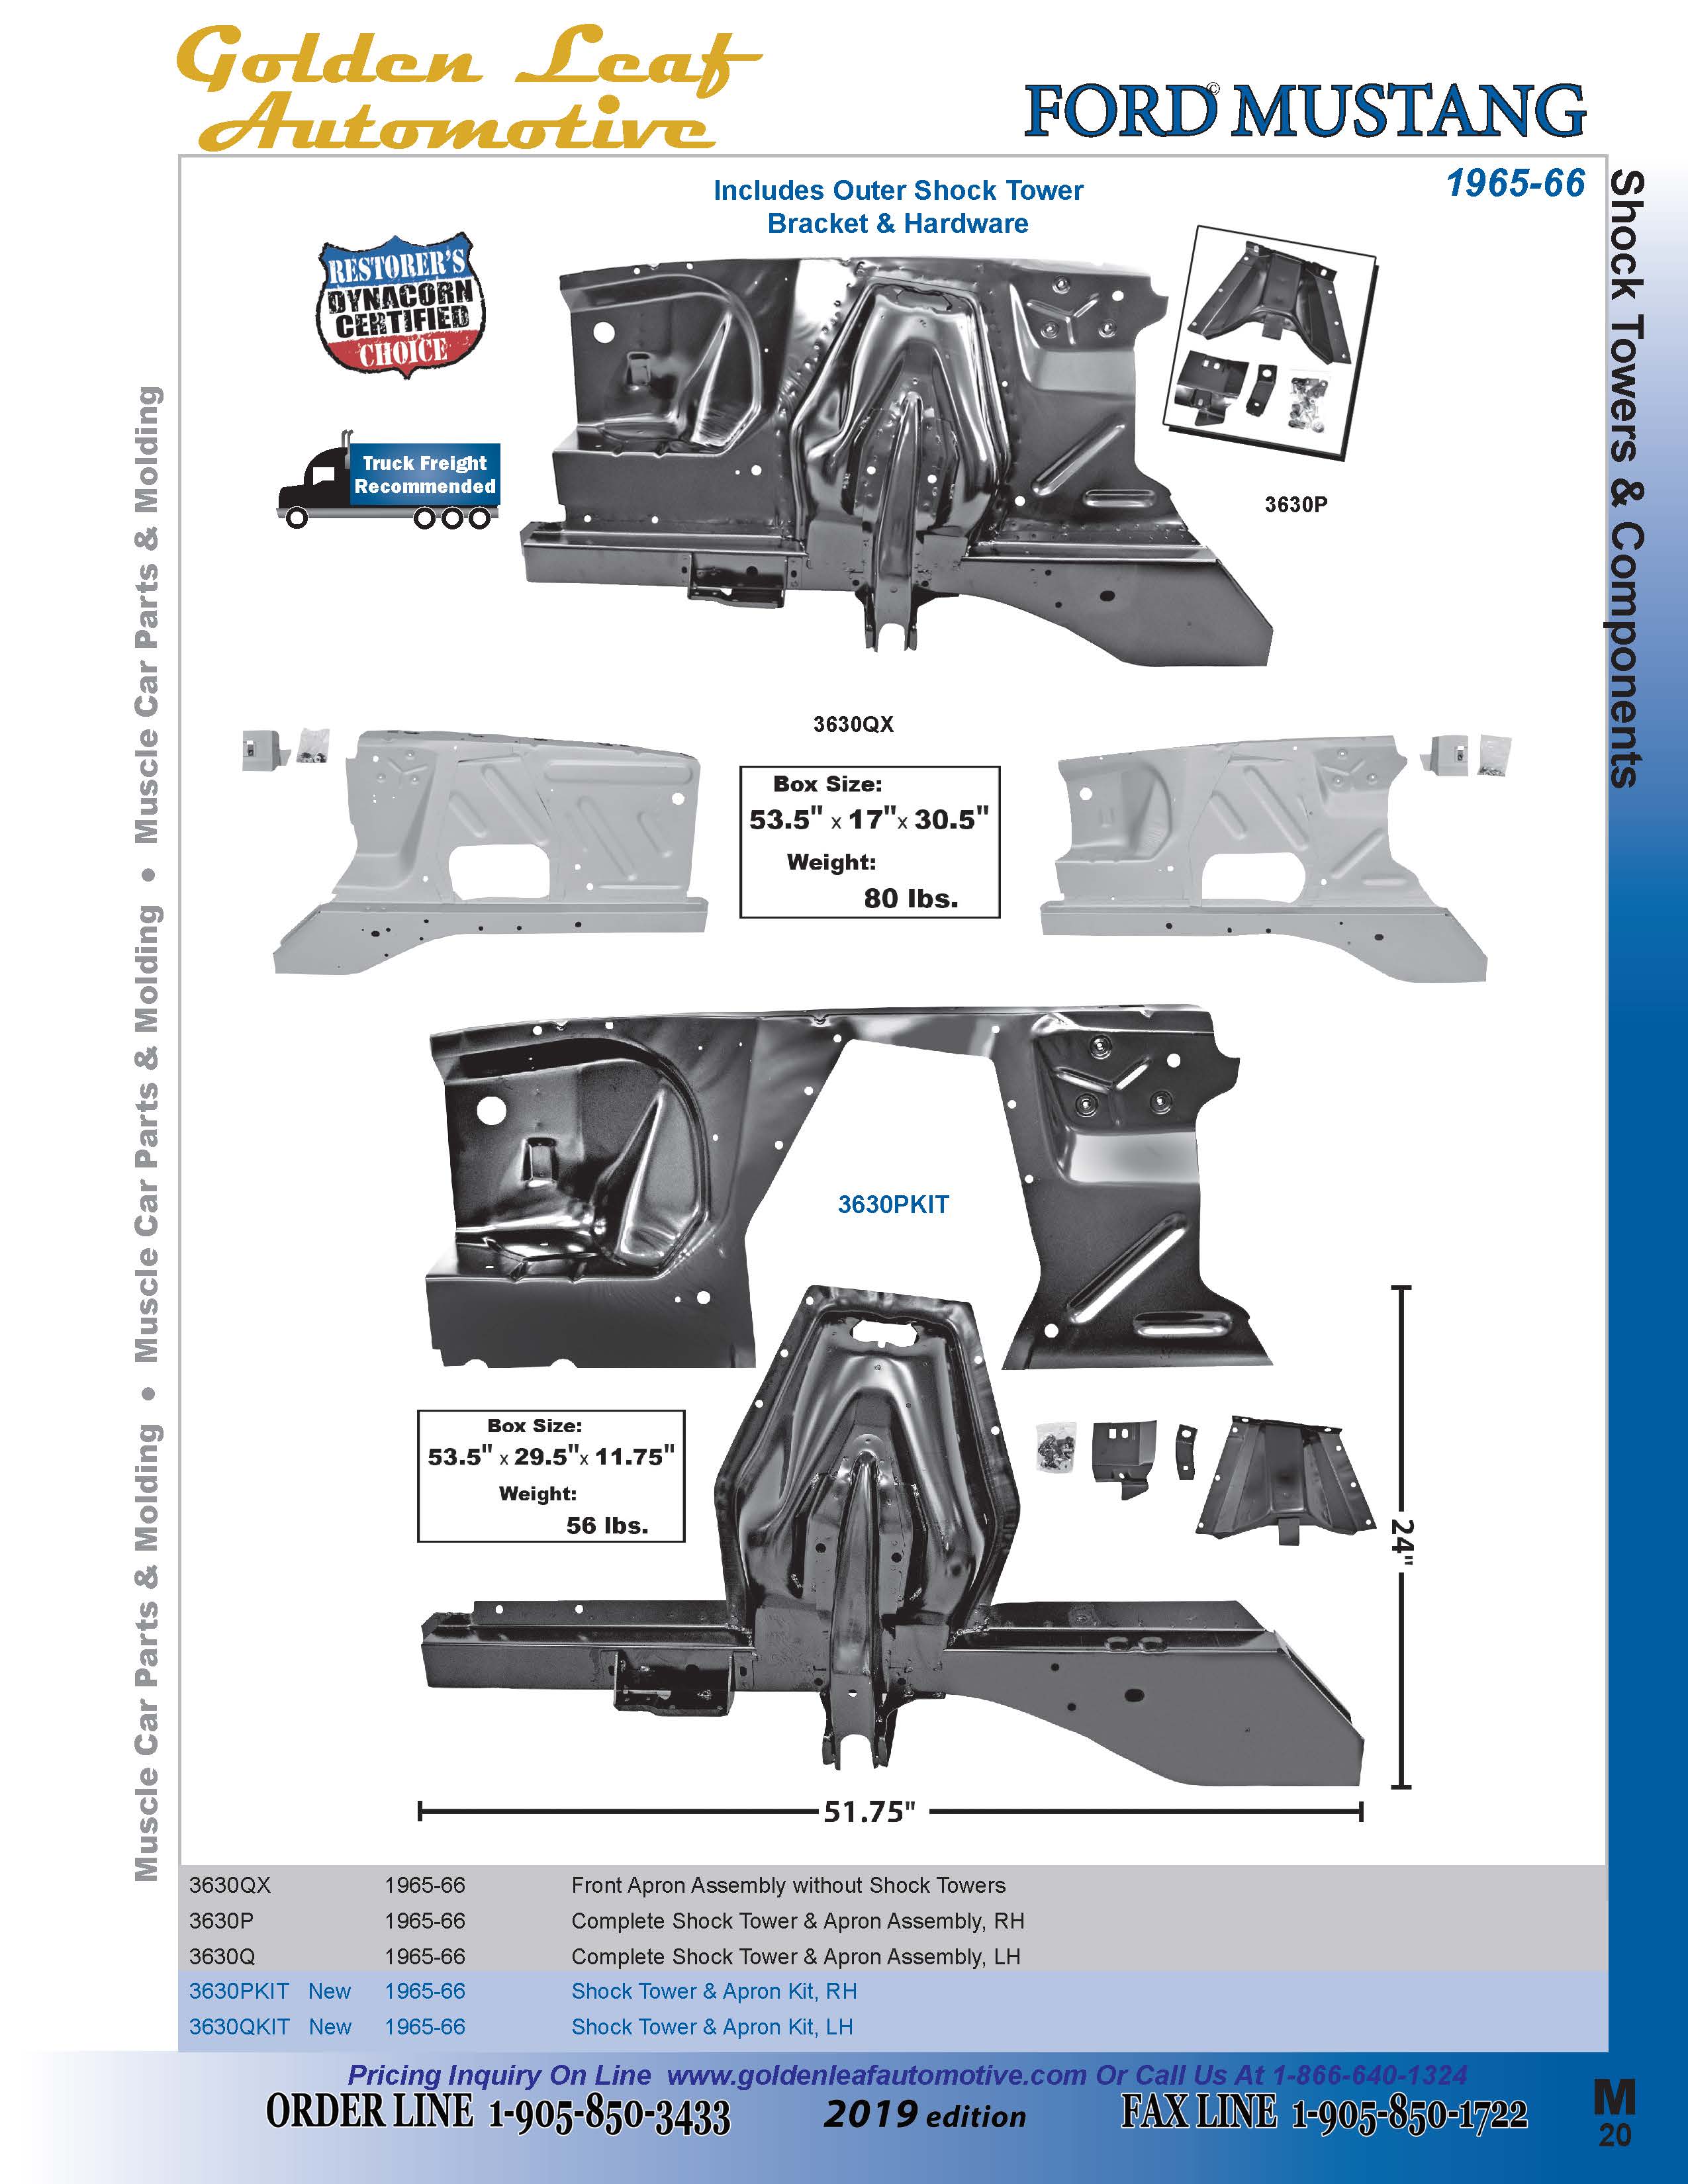 Golden Leaf
Automotive
FORD© MUSTANG
1965-66
Includes Outer Shock Tower
Bracket & Hardware
RESTORER'S
DYNACORN
CERTIFIED
CHOICE
Truck Freight
Recommended
3630P
3630QX
Box Size:
53.5" x 17"x 30.5"
Weight:
80 lbs.
3630PKIT
Box Size:
53.5" x 29.5"x 11.75"
Weight:
56 lbs.
24"
51.75"
3630QX 1965-66 Front Apron Assembly without Shock Towers
3630P 1965-66 Complete Shock Tower & Apron Assembly, RH
3630Q 1965-66 Complete Shock Tower & Apron Assembly, LH
3630PKIT New 1965-66 Shock Tower & Apron Kit, RH
3630QKIT New 1965-66 Shock Tower & Apron Kit, LH
Muscle Car Parts & Molding • Muscle Car Parts & Molding • Muscle Car Parts & Molding
Shock Towers & Components
Pricing Inquiry On Line www.goldenleafautomotive.com Or Call Us At 1-866-640-1324
ORDER LINE 1-905-850-3433 2019 edition FAX LINE 1-905-850-1722
M
20